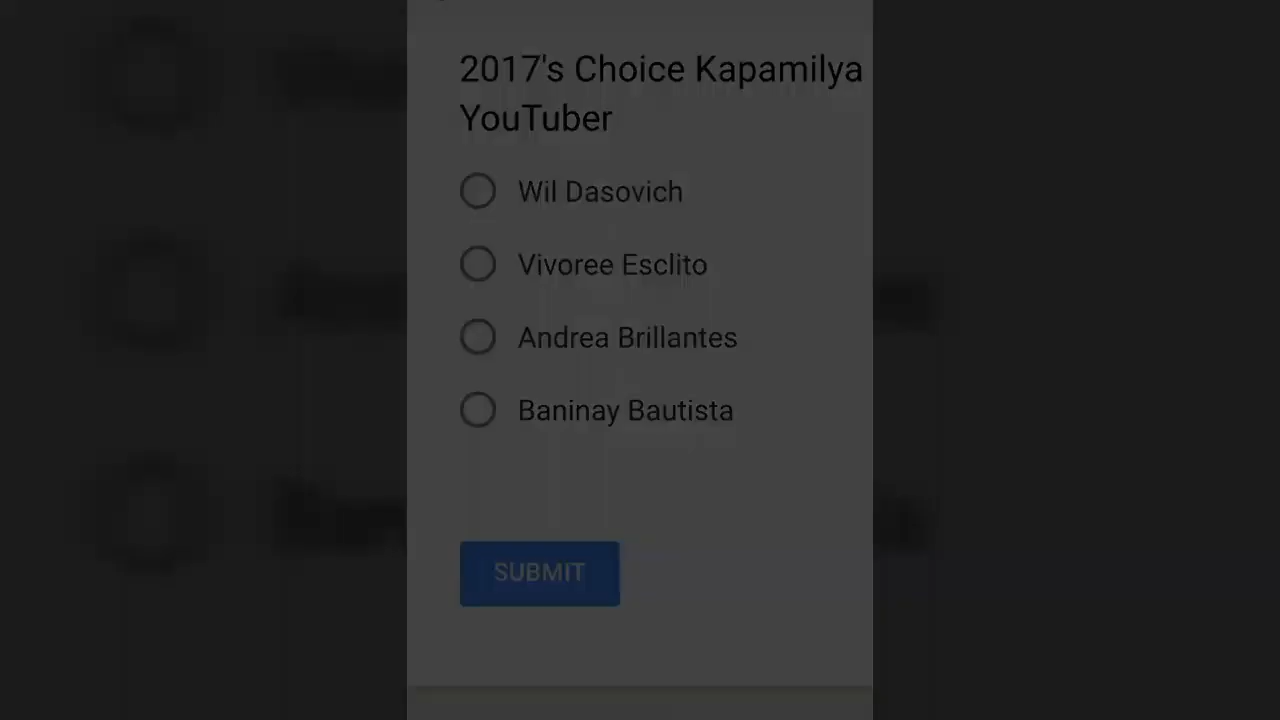 2017's Choice Kapamilya
YouTuber
Wil Dasovich
Vivoree Esclito
Andrea Brillantes
Baninay Bautista
SUBMIT